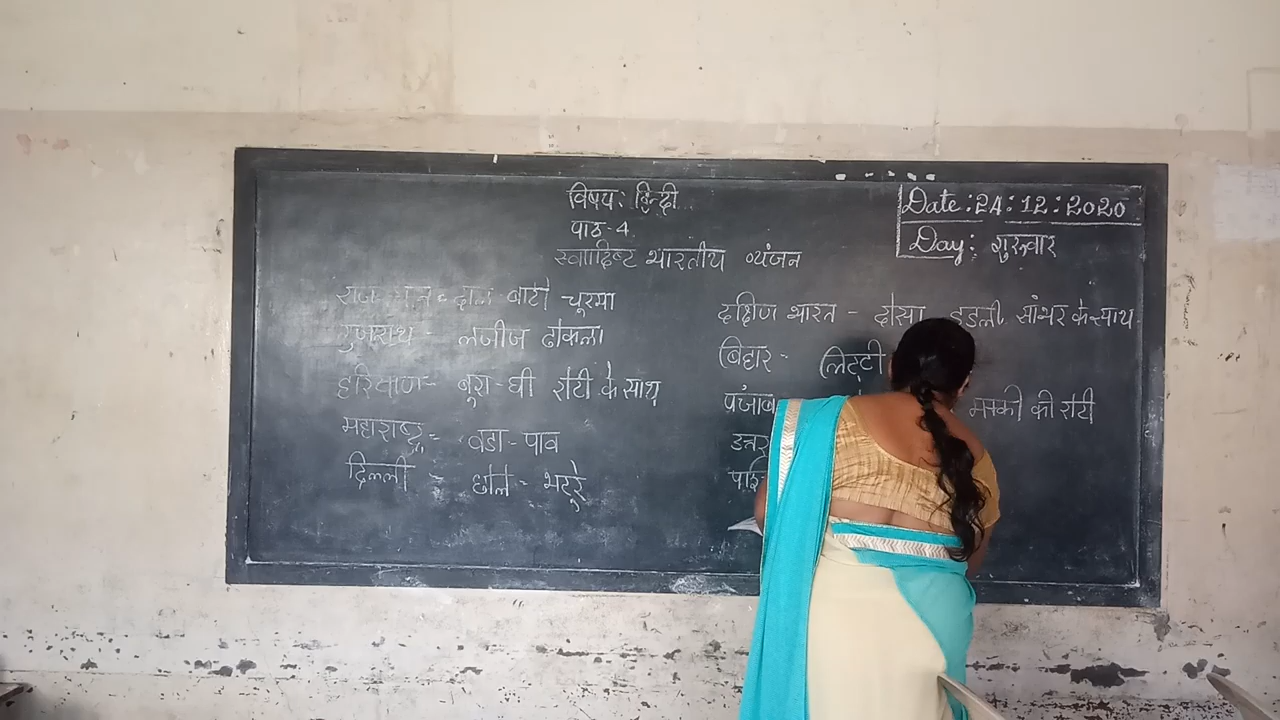 विषय: हिन्दी
Date: 24:12:2020
पाठ-4
Day: गुरुवार
स्वादिष्ट भारतीय व्यंजन
दाल बाटी चूरमा
गुजराथ - लजीज ढोकला
हरियाणा - बूरा-घी रोटी के साथ
महाराष्ट्र - वडा-पाव
दिल्ली - छोले-भटूरे
दक्षिण भारत - दोसा इडली सांभर के साथ
बिहार - लिट्टी
पंजाब मक्की की रोटी